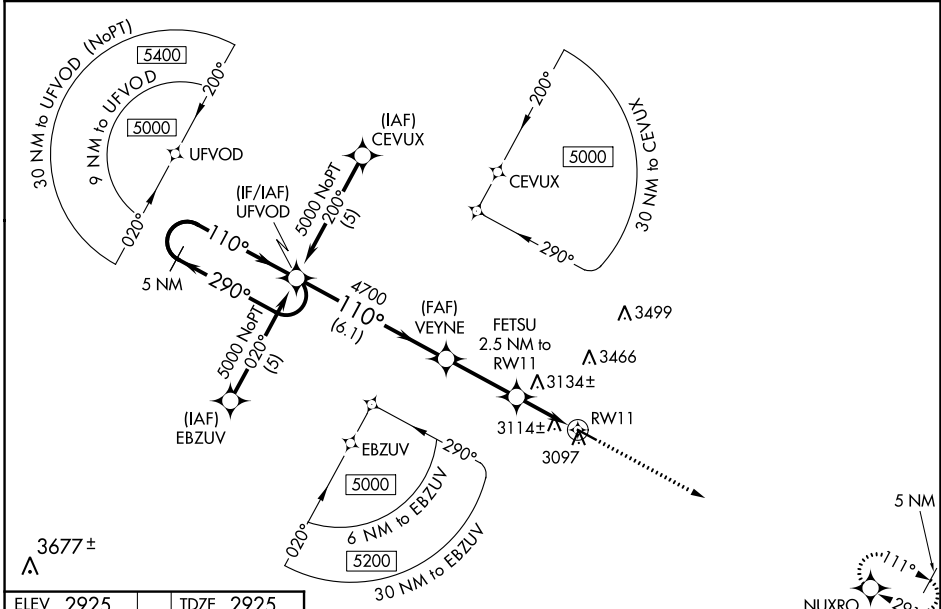 30 NM to UFVOD (NoPT)
5400
9 NM to UFVOD
5000
200°
UFVOD
020°
(IAF)
CEVUX
5000 NoPT
200°
(5)
200°
CEVUX
5000
30 NM to CEVUX
290°
(IF/IAF)
UFVOD
110°
290°
5 NM
4700
110°
(6.1)
5000 NoPT
020°
(5)
(IAF)
EBZUV
(FAF)
VEYNE
FETSU
2.5 NM to
RW11
3499
3466
3134±
3114±
RW11
3097
EBZUV
290°
5000
6 NM to EBZUV
020°
5200
30 NM to EBZUV
3677±
5 NM
111°
NUXRO
ELEV 2925
TDZE 2925